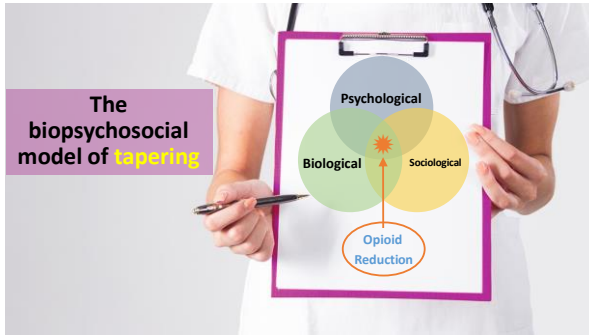 The
biopsychosocial
model of tapering
Psychological
Biological
Sociological
Opioid
Reduction